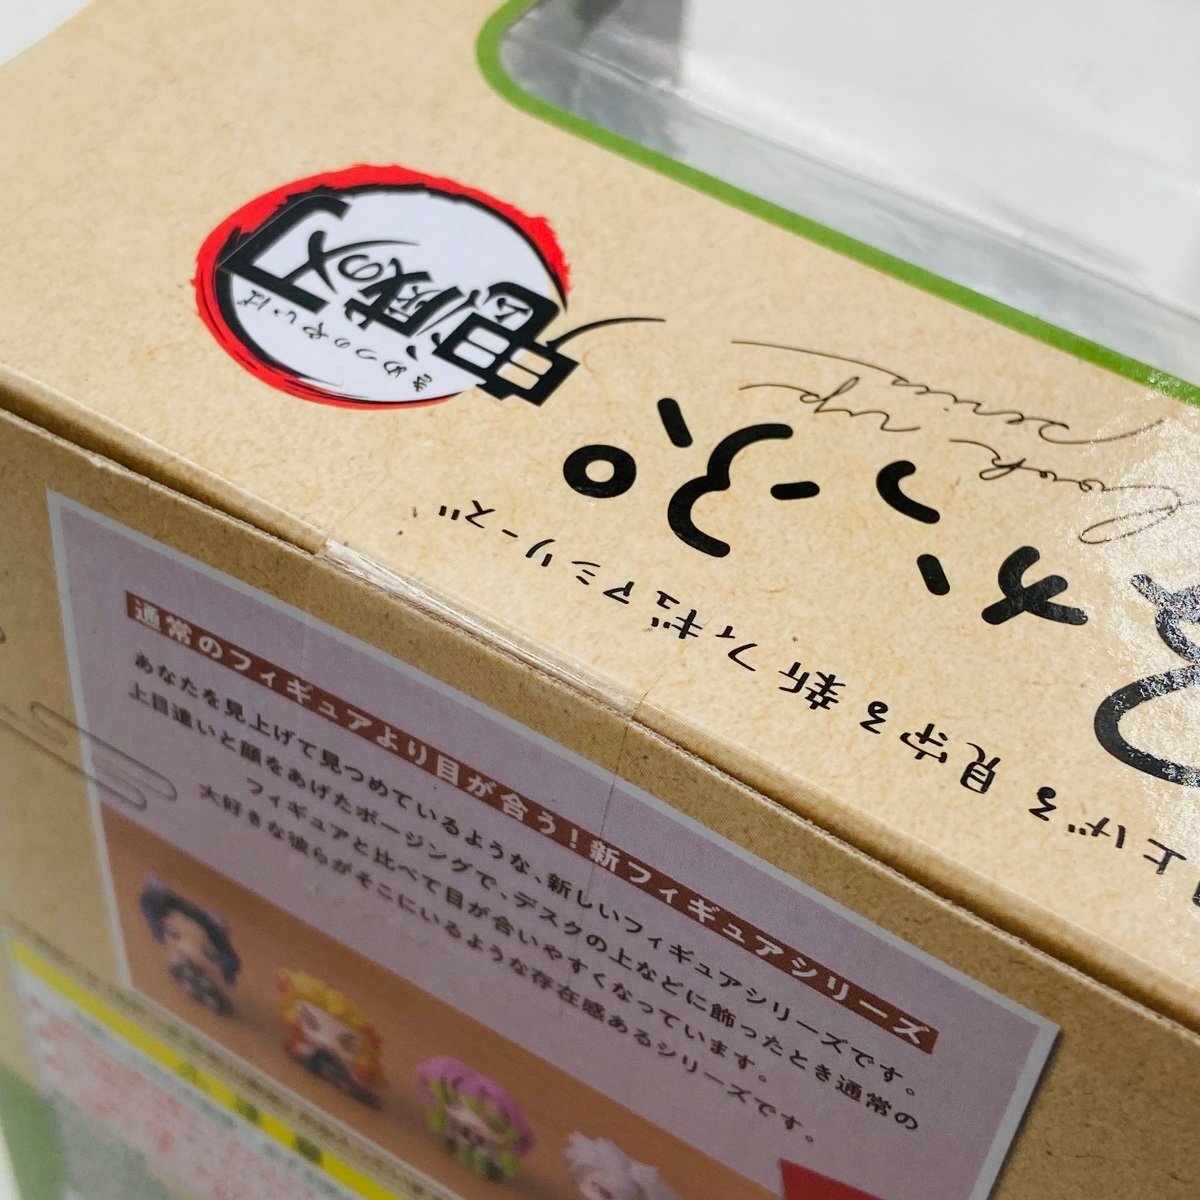 鬼滅の刃
きめつのやいば
るかっぷ
Look up
series
上げる見守る新フィギュアシリーズ
通常のフィギュアより目が合う!新フィギュアシリーズ
あなたを見上げて見つめているような、新しいフィギュアシリーズです。
上目遣いと顔をあげたポージングで、デスクの上などに飾ったとき通常の
フィギュアと比べて目が合いやすくなっています。
大好きな彼らがそこにいるような存在感あるシリーズです。